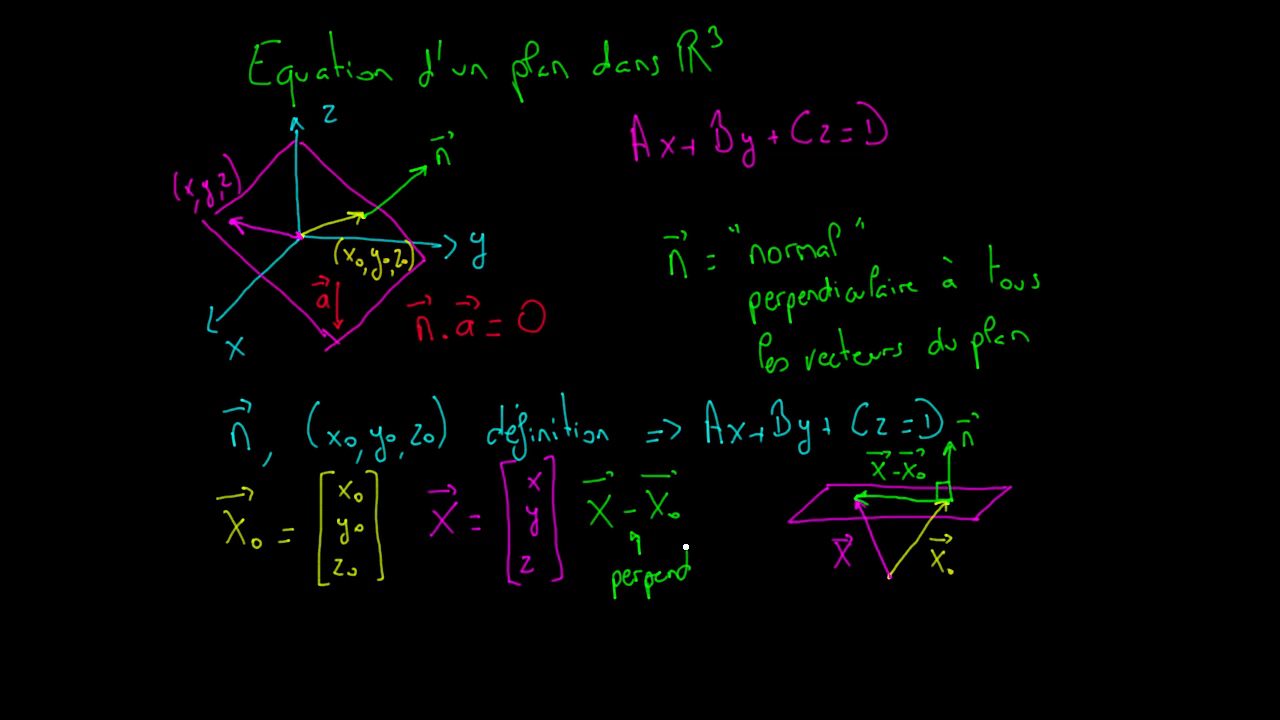 Equation d'un plan dans ℝ³
z
n⃗
Ax+By+Cz=D
(x,y,z)
(x₀,y₀,z₀)
y
a⃗
n⃗.a⃗=0
x
n⃗ = "normal"
perpendiculaire à tous
les vecteurs du plan
n⃗, (x₀,y₀,z₀) définition => Ax+By+Cz=D
n⃗
X⃗-X⃗₀
X⃗₀ = [x₀ y₀ z₀] X⃗ = [x y z] X⃗ - X⃗₀
perpend
X⃗
X⃗₀